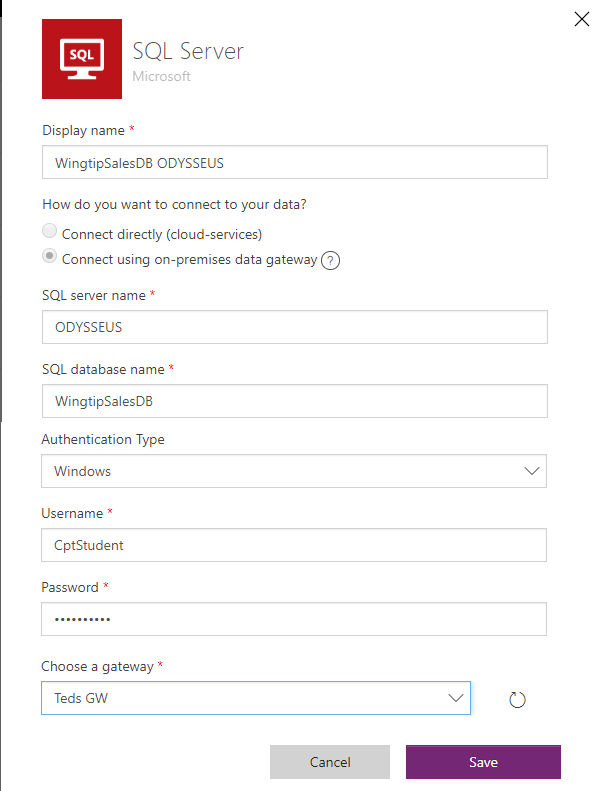 SQL
SQL Server
Microsoft
Display name *
WingtipSalesDB ODYSSEUS
How do you want to connect to your data?
Connect directly (cloud-services)
Connect using on-premises data gateway ?
SQL server name *
ODYSSEUS
SQL database name *
WingtipSalesDB
Authentication Type
Windows
Username *
CptStudent
Password *
••••••••••
Choose a gateway *
Teds GW
Cancel Save